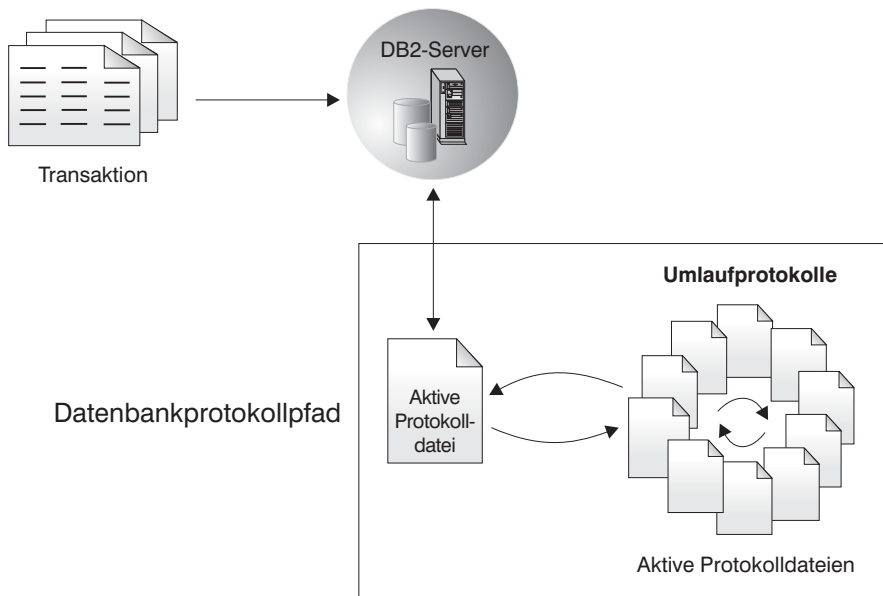 DB2-Server
Transaktion
Umlaufprotokolle
Datenbankprotokollpfad
Aktive
Protokoll-
datei
Aktive Protokolldateien